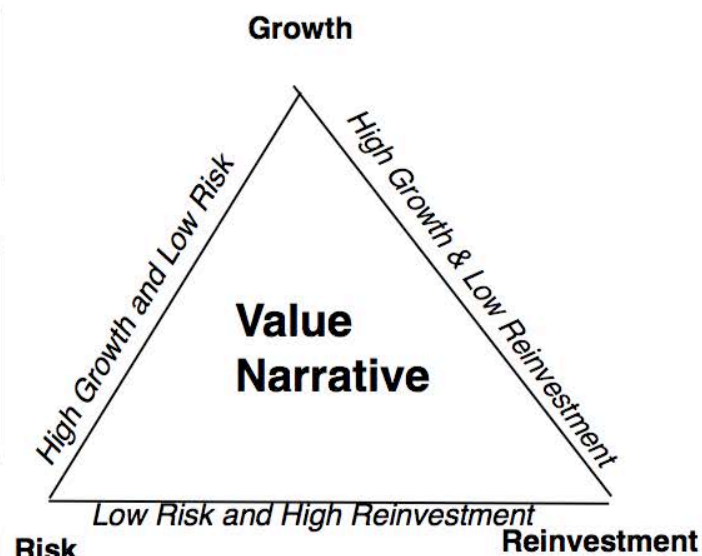 Growth
High Growth and Low Risk
High Growth & Low Reinvestment
Value
Narrative
Low Risk and High Reinvestment
Risk
Reinvestment